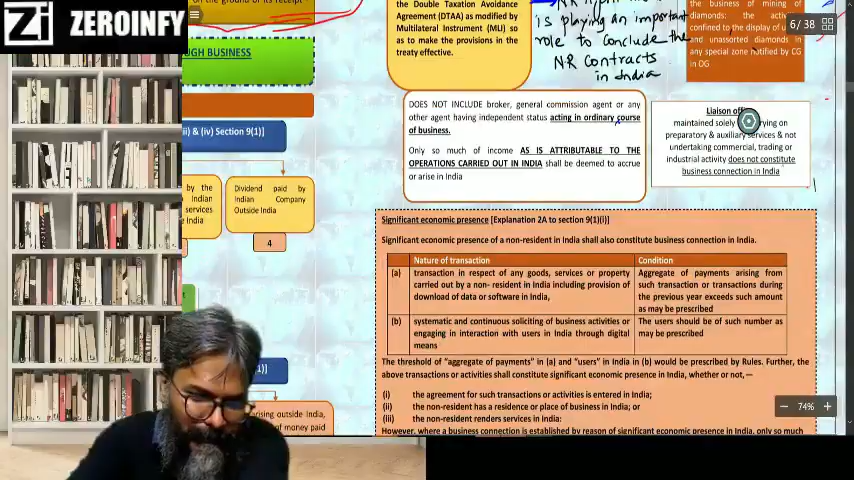 on the ground of its receipt
ZEROINFY
UGH BUSINESS
ii) & (iv) Section 9(1)]
by the
Indian
services
e India
Dividend paid by
Indian Company
Outside India
4
(1)]
arising outside India,
of money paid
the Double Taxation Avoidance
Agreement (DTAA) as modified by
Multilateral Instrument (MLI) so
as to make the provisions in the
treaty effective.
is playing an important
role to conclude the
NR Contracts
in India
the business of mining of
diamonds: the
confined to the display of
and unassorted diamonds in
any special zone notified by CG
in OG
6 / 38
DOES NOT INCLUDE broker, general commission agent or any
other agent having independent status acting in ordinary course
of business.
Only so much of income AS IS ATTRIBUTABLE TO THE
OPERATIONS CARRIED OUT IN INDIA shall be deemed to accrue
or arise in India
Liaison
maintained solely rying on
preparatory & auxiliary services & not
undertaking commercial, trading or
industrial activity does not constitute
business connection in India
Significant economic presence [Explanation 2A to section 9(1)(i)]
Significant economic presence of a non-resident in India shall also constitute business connection in India.
Nature of transaction Condition
(a) transaction in respect of any goods, services or property Aggregate of payments arising from
carried out by a non- resident in India including provision of such transaction or transactions during
download of data or software in India, the previous year exceeds such amount
as may be prescribed
(b) systematic and continuous soliciting of business activities or The users should be of such number as
engaging in interaction with users in India through digital may be prescribed
means
The threshold of "aggregate of payments" in (a) and "users" in India in (b) would be prescribed by Rules. Further, the
above transactions or activities shall constitute significant economic presence in India, whether or not,—
(i) the agreement for such transactions or activities is entered in India;
(ii) the non-resident has a residence or place of business in India; or
(iii) the non-resident renders services in India:
However, where a business connection is established by reason of significant economic presence in India, only so much
74%